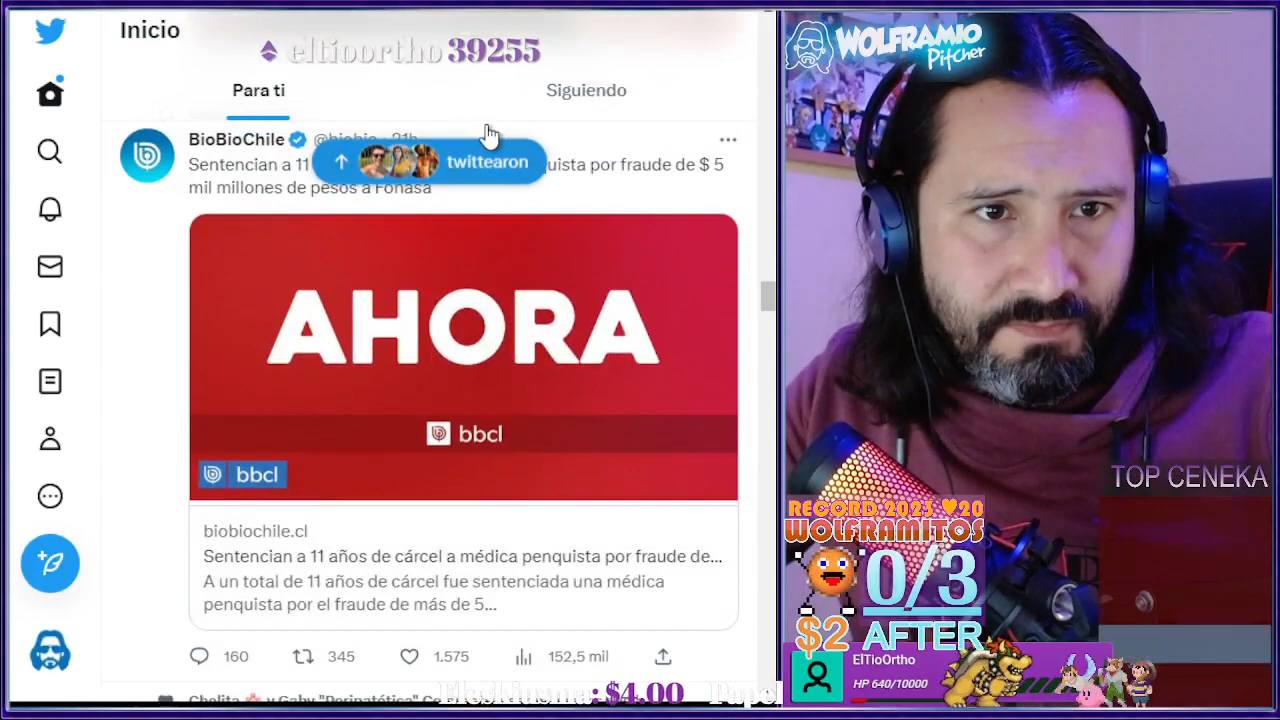 Inicio
eltioortho 39255
Para ti
Siguiendo
BioBioChile @biobio · 21h
twittearon
Sentencian a 11 uista por fraude de $ 5
mil millones de pesos a Fonasa
AHORA
bbcl
bbcl
biobiochile.cl
Sentencian a 11 años de cárcel a médica penquista por fraude de...
A un total de 11 años de cárcel fue sentenciada una médica
penquista por el fraude de más de 5...
160
345
1.575
152,5 mil
: $4.00
WOLFRAMIO
Pitcher
TOP CENEKA
RECORD 2023 ♥20
WOLFRAMITOS
0/3
$2 AFTER
ElTioOrtho
HP 640/10000